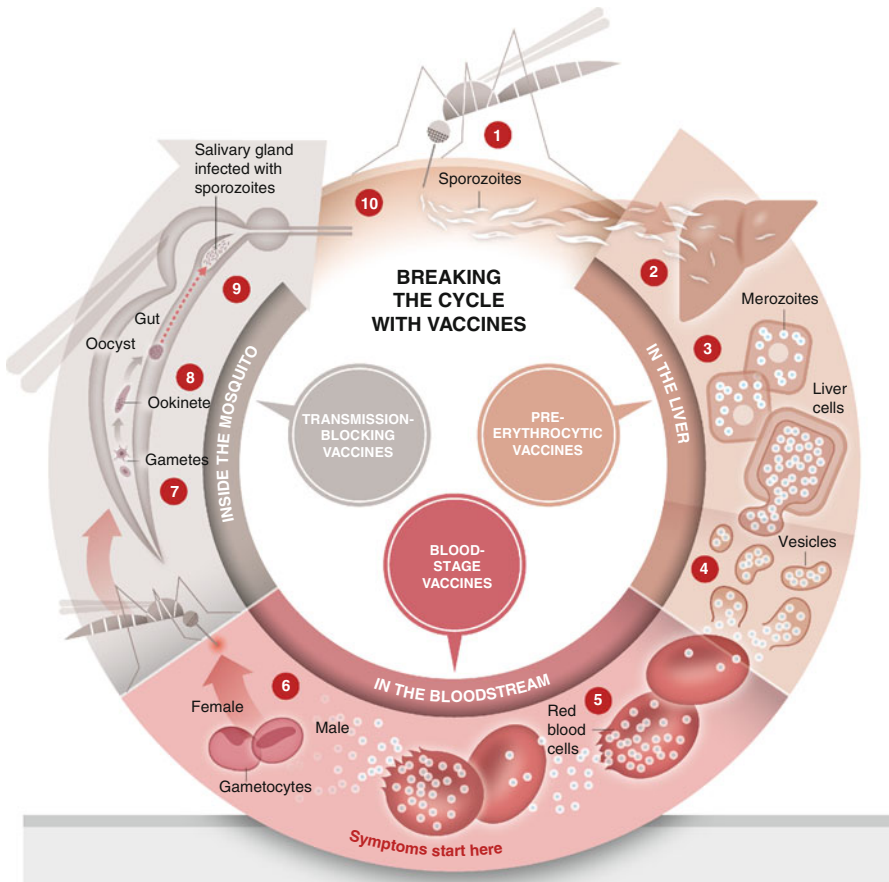 1
Salivary gland
infected with
sporozoites
Sporozoites
10
2
BREAKING
THE CYCLE
WITH VACCINES
9
Merozoites
Gut
Oocyst
3
8
Liver
cells
Ookinete
INSIDE THE MOSQUITO
IN THE LIVER
TRANSMISSION-
BLOCKING
VACCINES
PRE-
ERYTHROCYTIC
VACCINES
Gametes
7
BLOOD-
STAGE
VACCINES
Vesicles
4
IN THE BLOODSTREAM
6
5
Female
Male
Red
blood
cells
Gametocytes
Symptoms start here